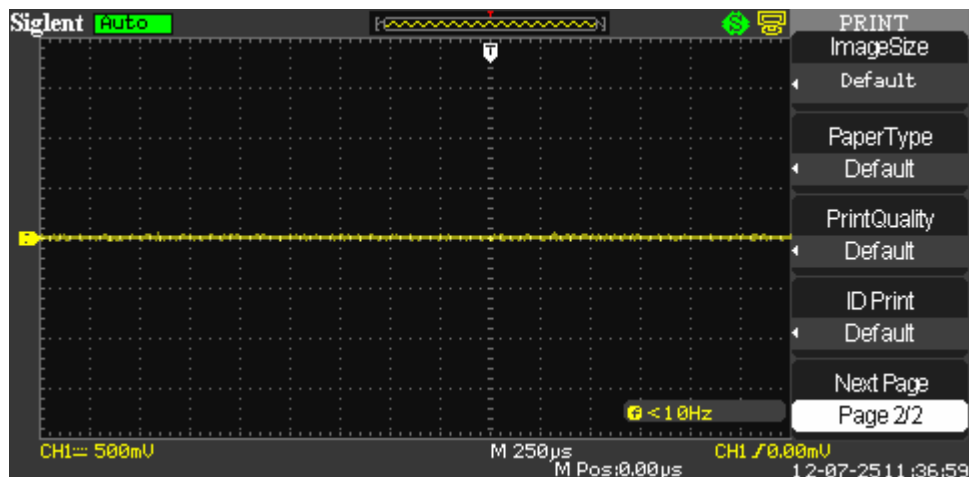 Siglent Auto
T
PRINT
ImageSize
Default
PaperType
Default
PrintQuality
Default
ID Print
Default
Next Page
Page 2/2
f <10Hz
CH1 500mV
M 250µs
CH1 0.00mV
M Pos:0.00µs
12-07-25 11:36:59